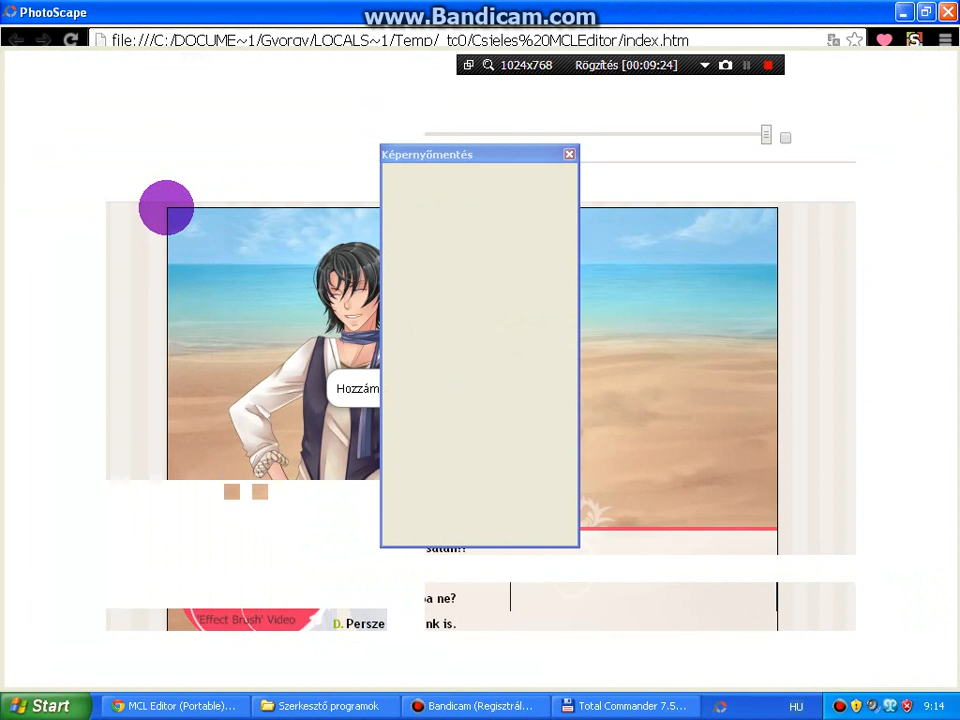 PhotoScape
www.Bandicam.com
file:///C:/DOCUME~1/Gyorgy/LOCALS~1/Temp/_tc0/Csjeles%20MCLEditor/index.htm
1024x768 Rögzítés [00:09:24]
Képernyőmentés
Hozzám
ne?
'Effect Brush' Video
D. Persze
nk is.
Start
MCL Editor (Portable)...
Szerkesztő programok
Bandicam (Regisztrál...
Total Commander 7.5...
HU
9:14